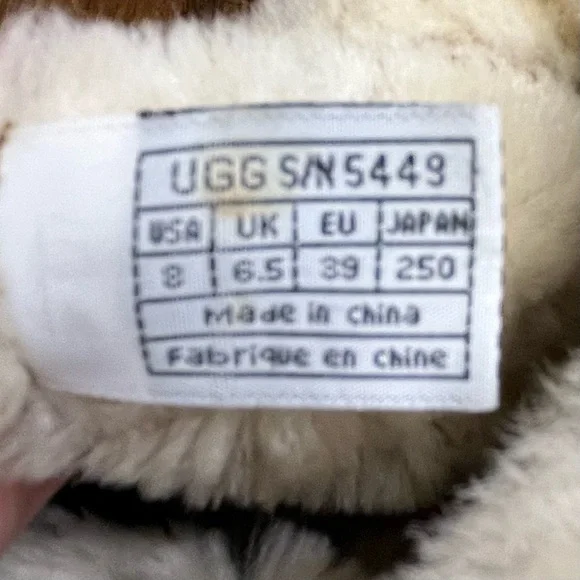 UGG S/N 5449
USA UK EU JAPAN
8 6.5 39 250
Made in china
Fabrique en chine